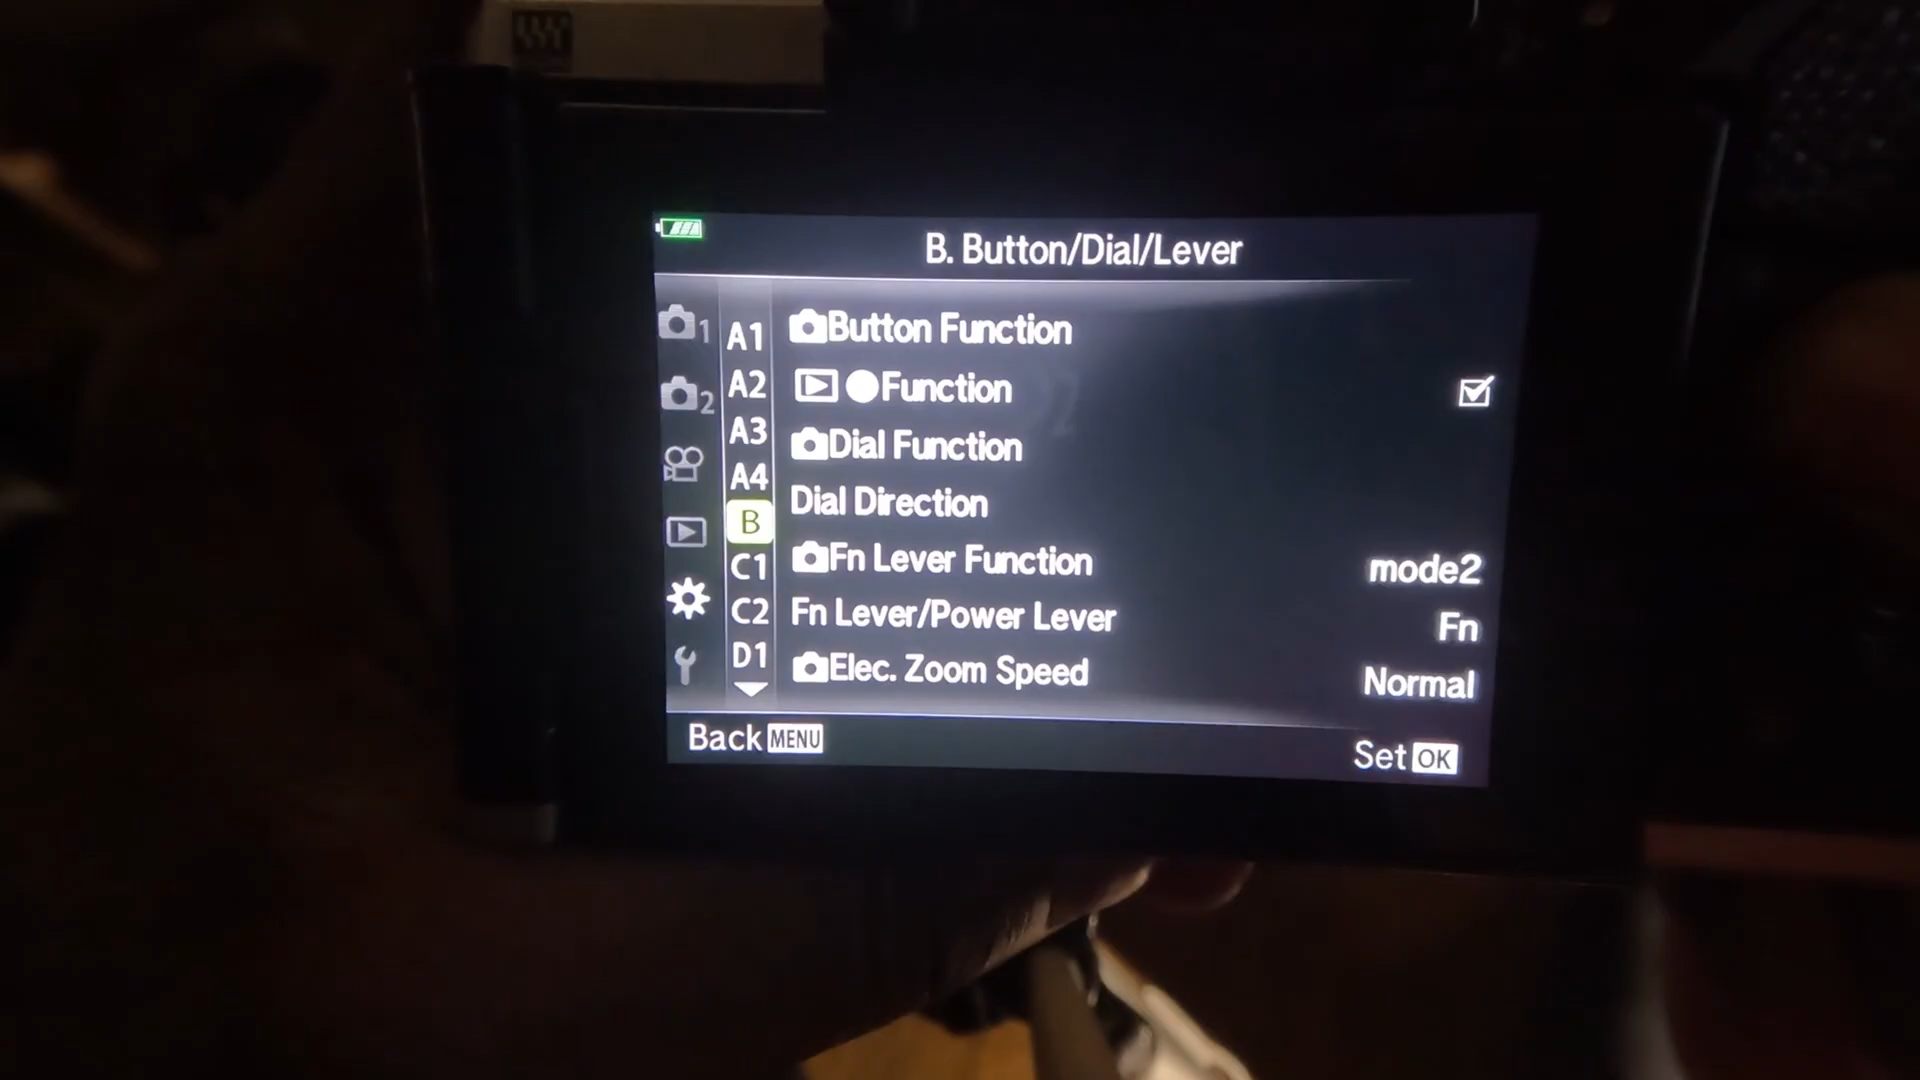 B. Button/Dial/Lever
1
2
A1
A2
A3
A4
B
C1
C2
D1
Button Function
Function
Dial Function
Dial Direction
Fn Lever Function mode2
Fn Lever/Power Lever Fn
Elec. Zoom Speed Normal
Back MENU
Set OK